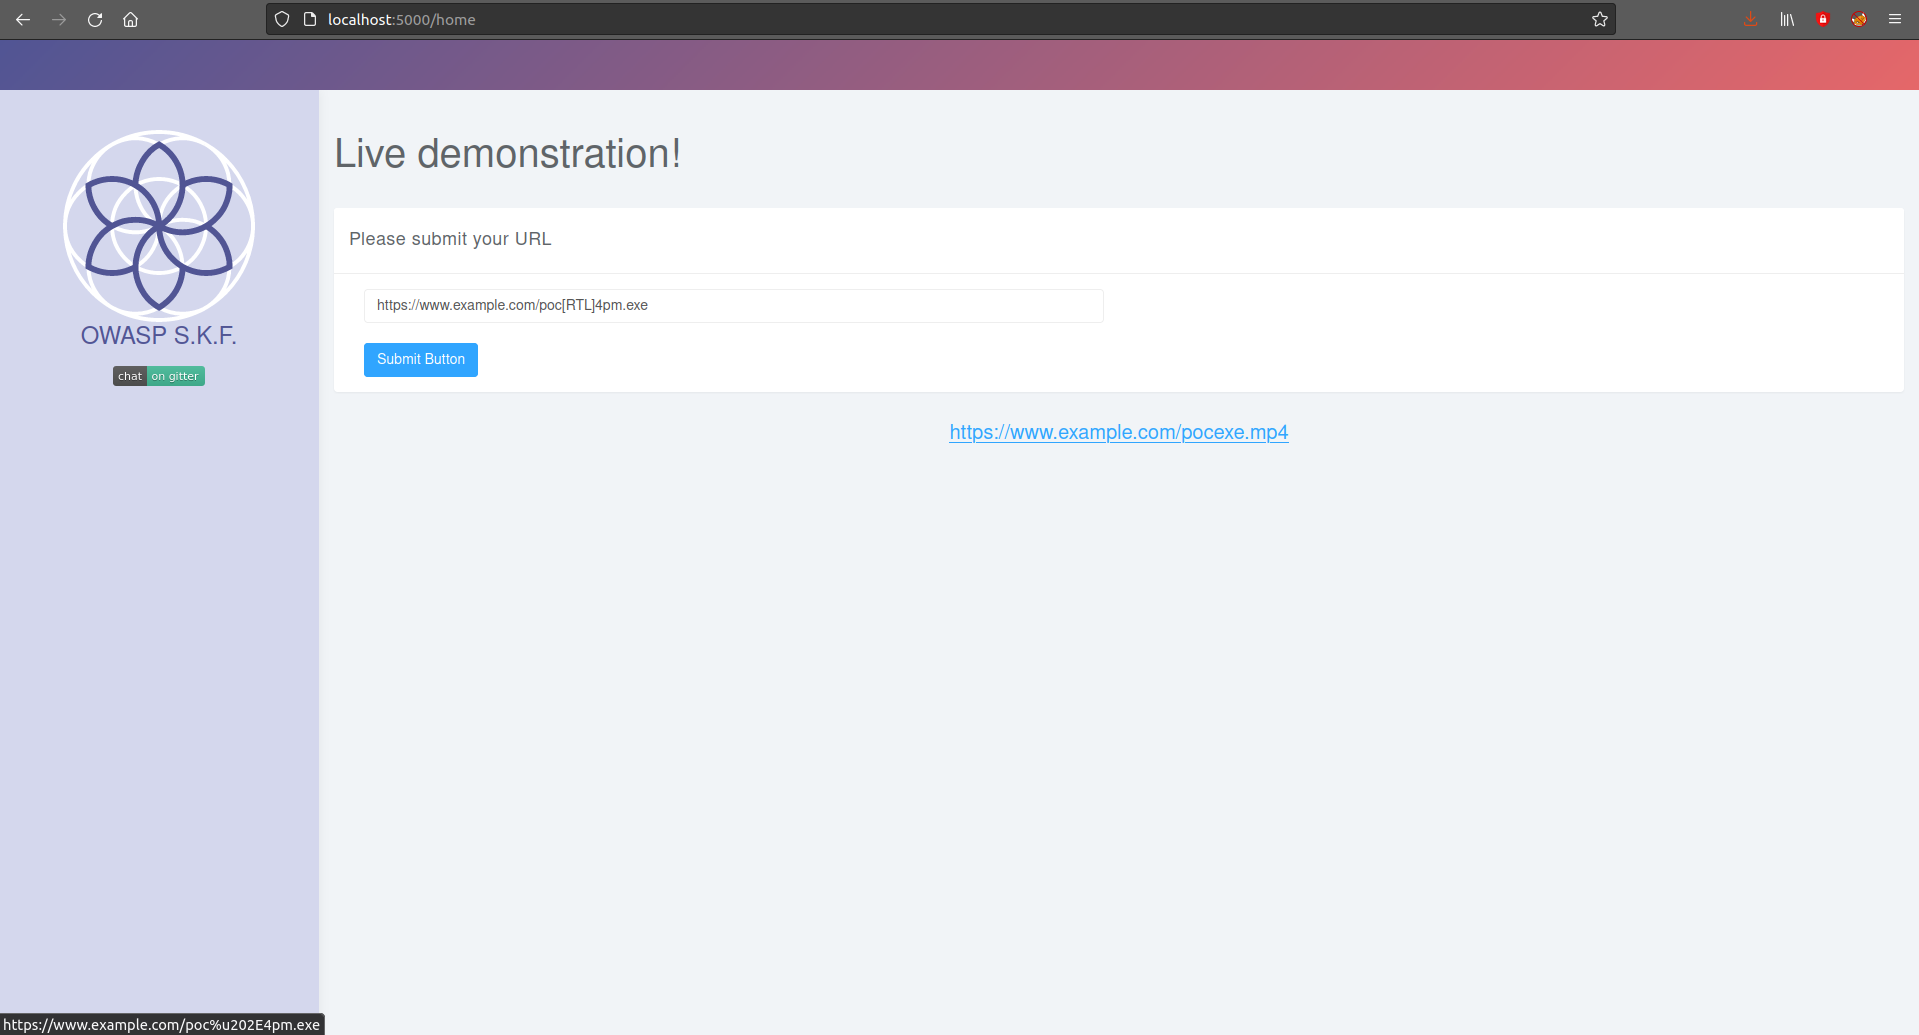 localhost:5000/home
OWASP S.K.F.
chat on gitter
Live demonstration!
Please submit your URL
https://www.example.com/poc[RTL]4pm.exe
Submit Button
https://www.example.com/pocexe.mp4
https://www.example.com/poc%u202E4pm.exe